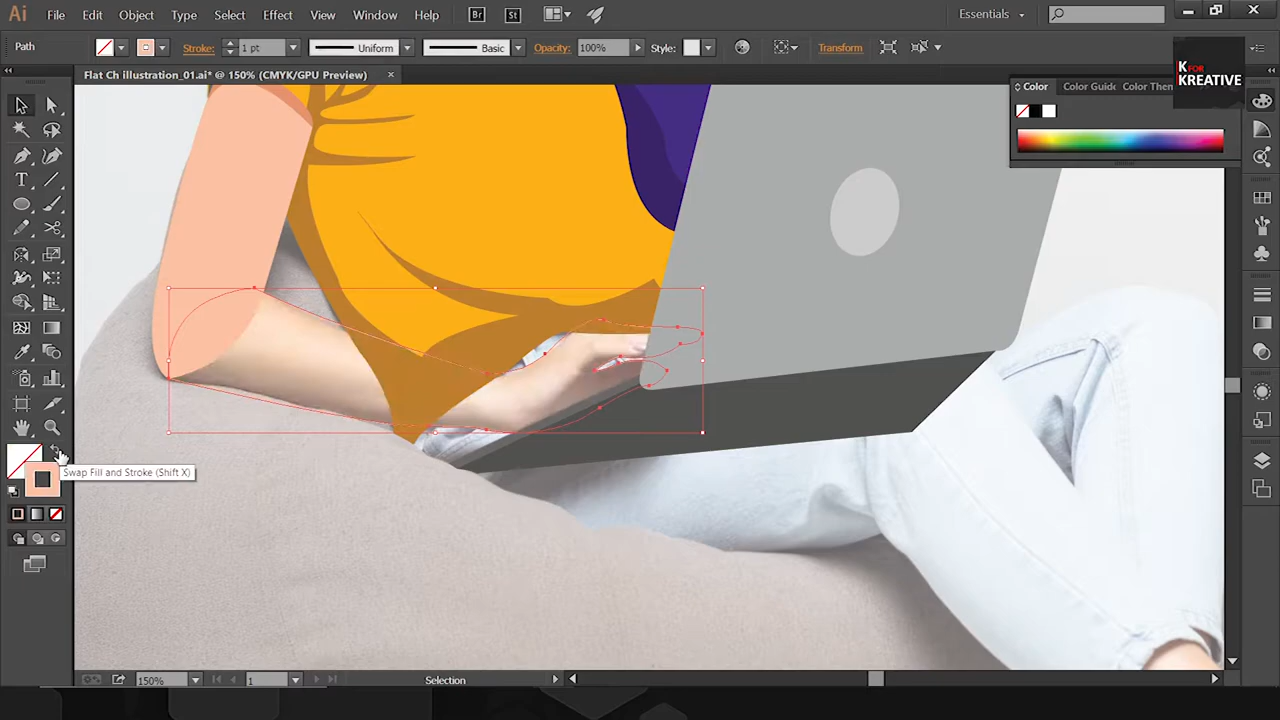 Ai File Edit Object Type Select Effect View Window Help Br St Essentials
Path Stroke: 1 pt Uniform Basic Opacity: 100% Style: Transform
K FOR KREATIVE
Flat Ch illustration_01.ai* @ 150% (CMYK/GPU Preview)
Color Color Guide Color Them
Swap Fill and Stroke (Shift X)
150% 1 Selection